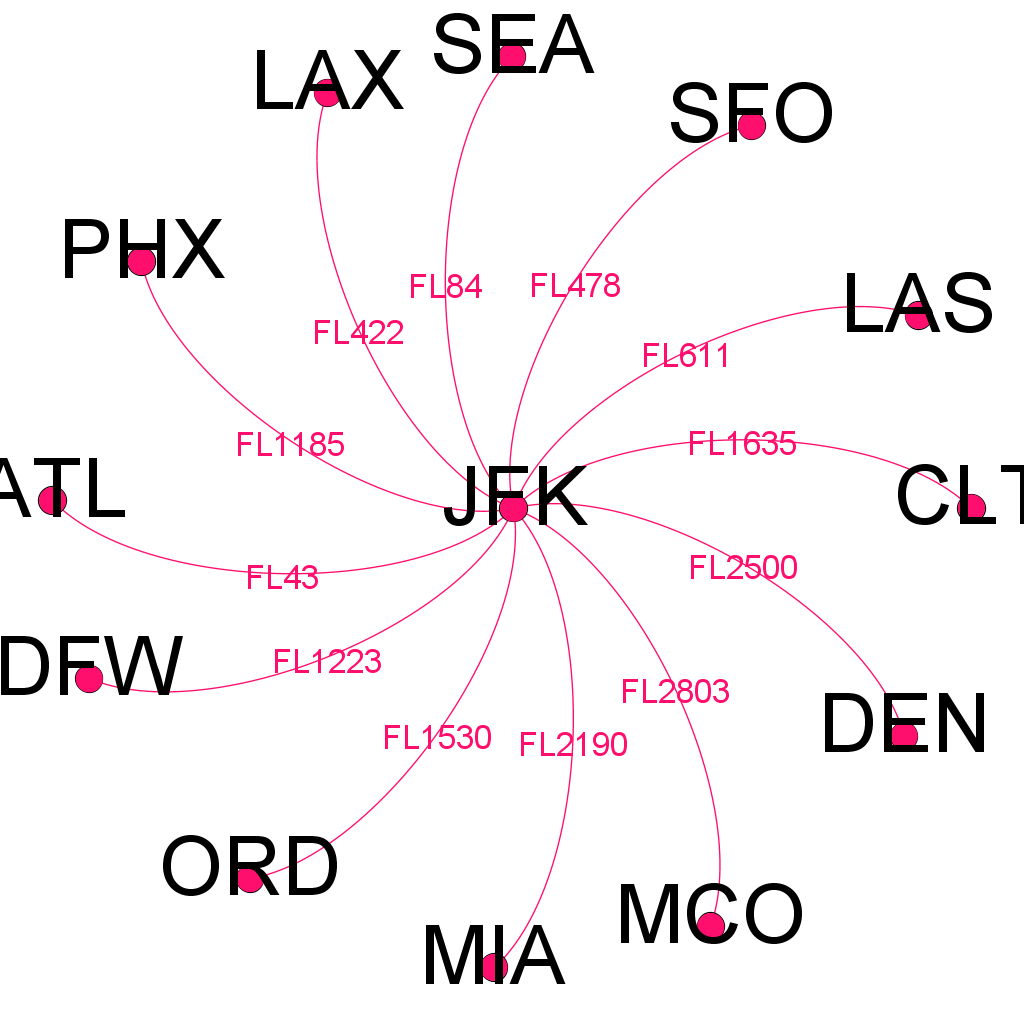 SEA
LAX
SFO
PHX
FL84
FL478
LAS
FL422
FL611
FL1185
FL1635
ATL
JFK
CLT
FL43
FL2500
DFW
FL1223
FL2803
DEN
FL1530
FL2190
ORD
MCO
MIA